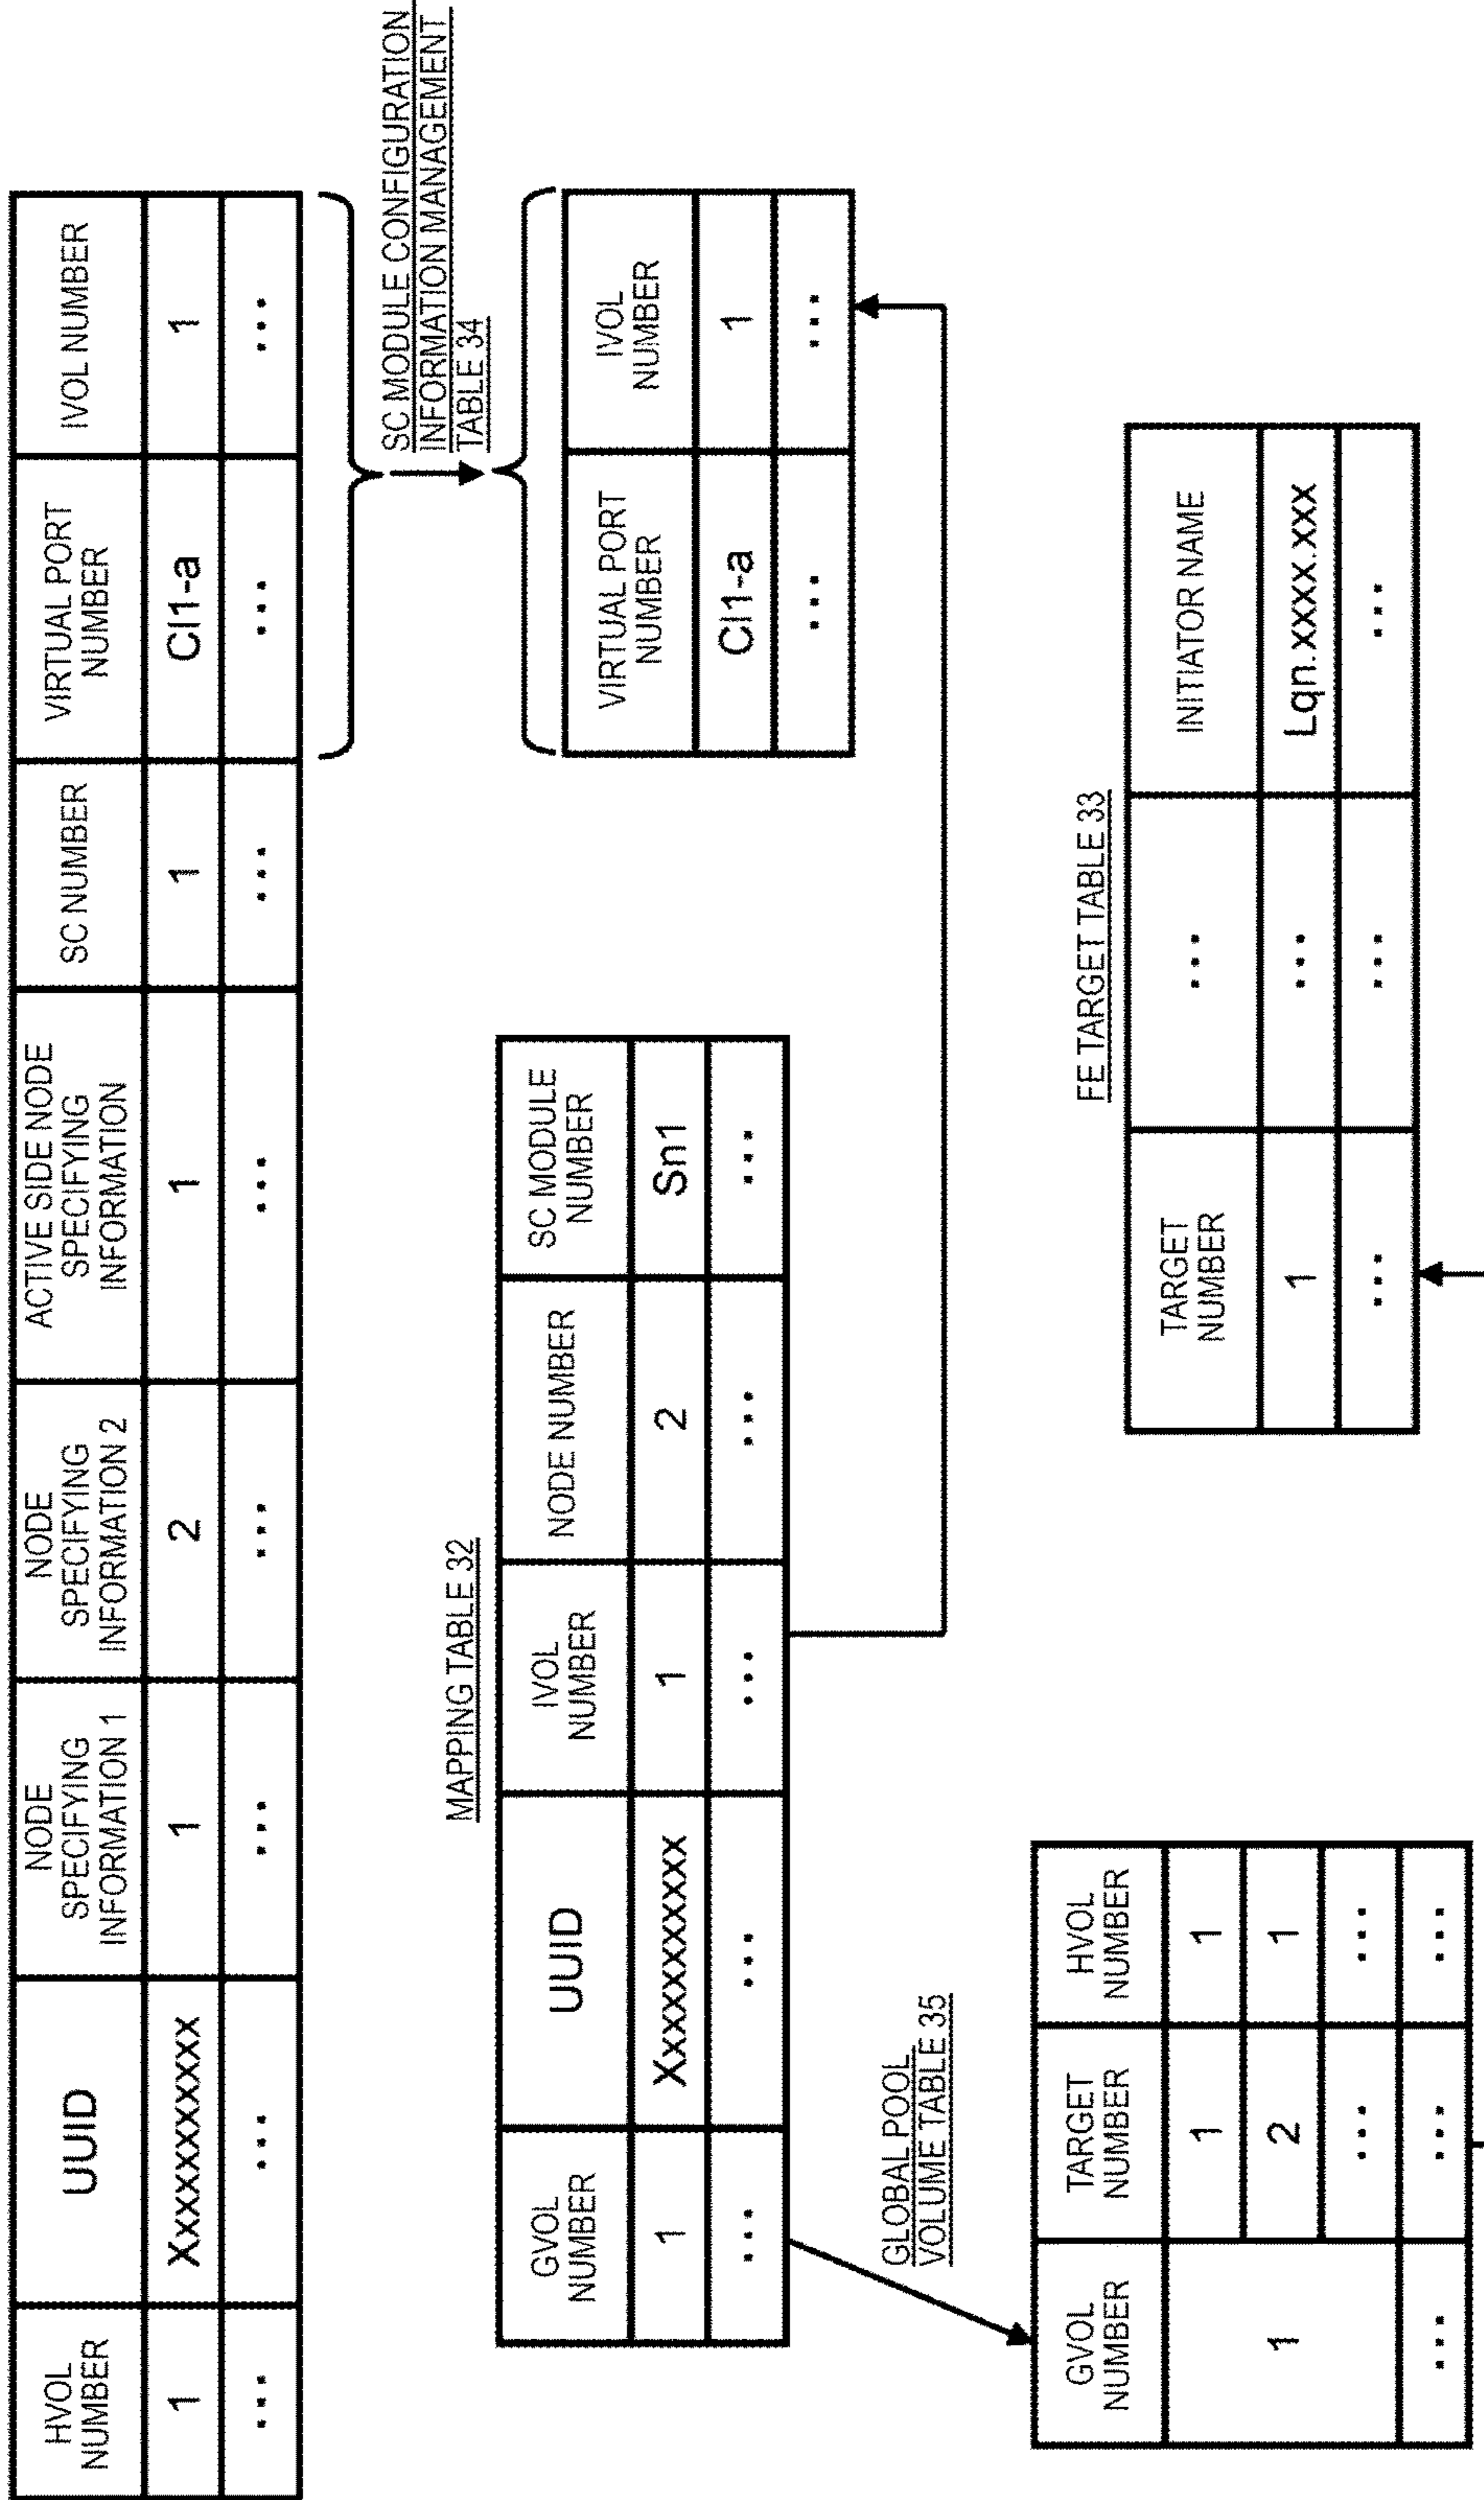 HVOL
NUMBER
UUID
NODE
SPECIFYING
INFORMATION 1
NODE
SPECIFYING
INFORMATION 2
ACTIVE SIDE NODE
SPECIFYING
INFORMATION
SC NUMBER
VIRTUAL PORT
NUMBER
IVOL NUMBER
1
Xxxxxxxxxx
1
2
1
1
Cl1-a
1
...
...
...
...
...
...
...
...
SC MODULE CONFIGURATION
INFORMATION MANAGEMENT
TABLE 34
VIRTUAL PORT
NUMBER
IVOL
NUMBER
Cl1-a
1
...
...
MAPPING TABLE 32
GVOL
NUMBER
UUID
IVOL
NUMBER
NODE NUMBER
SC MODULE
NUMBER
1
Xxxxxxxxxx
1
2
Sn1
...
...
...
...
...
GLOBAL POOL
VOLUME TABLE 35
GVOL
NUMBER
TARGET
NUMBER
HVOL
NUMBER
1
1
1
2
1
...
...
...
...
...
FE TARGET TABLE 33
TARGET
NUMBER
...
INITIATOR NAME
1
...
Lqn.xxxx.xxx
...
...
...